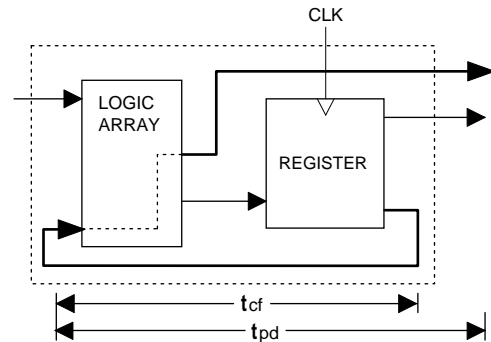 CLK
LOGIC
ARRAY
REGISTER
tcf
tpd